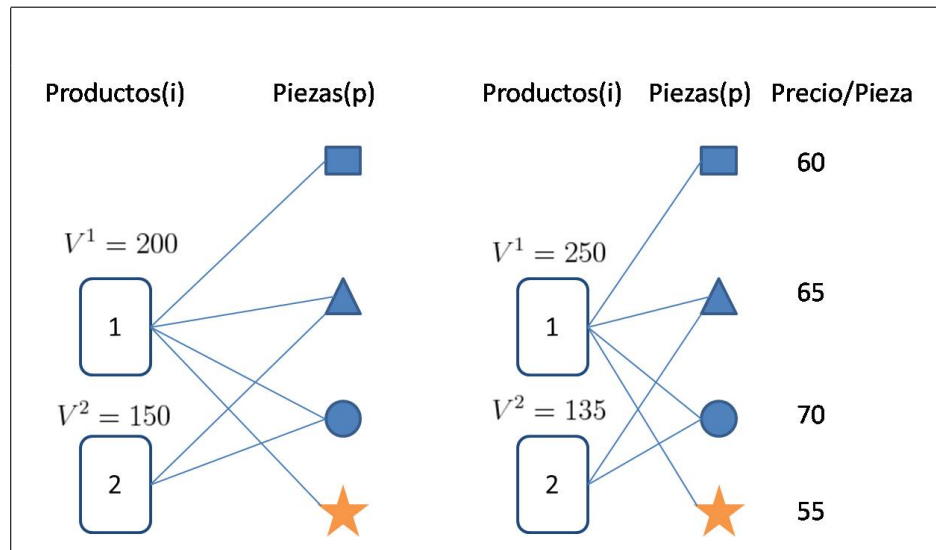 Productos(i) Piezas(p) Productos(i) Piezas(p) Precio/Pieza
60
V¹ = 200 V¹ = 250
65
1 1
V² = 150 V² = 135
70
2 2
55